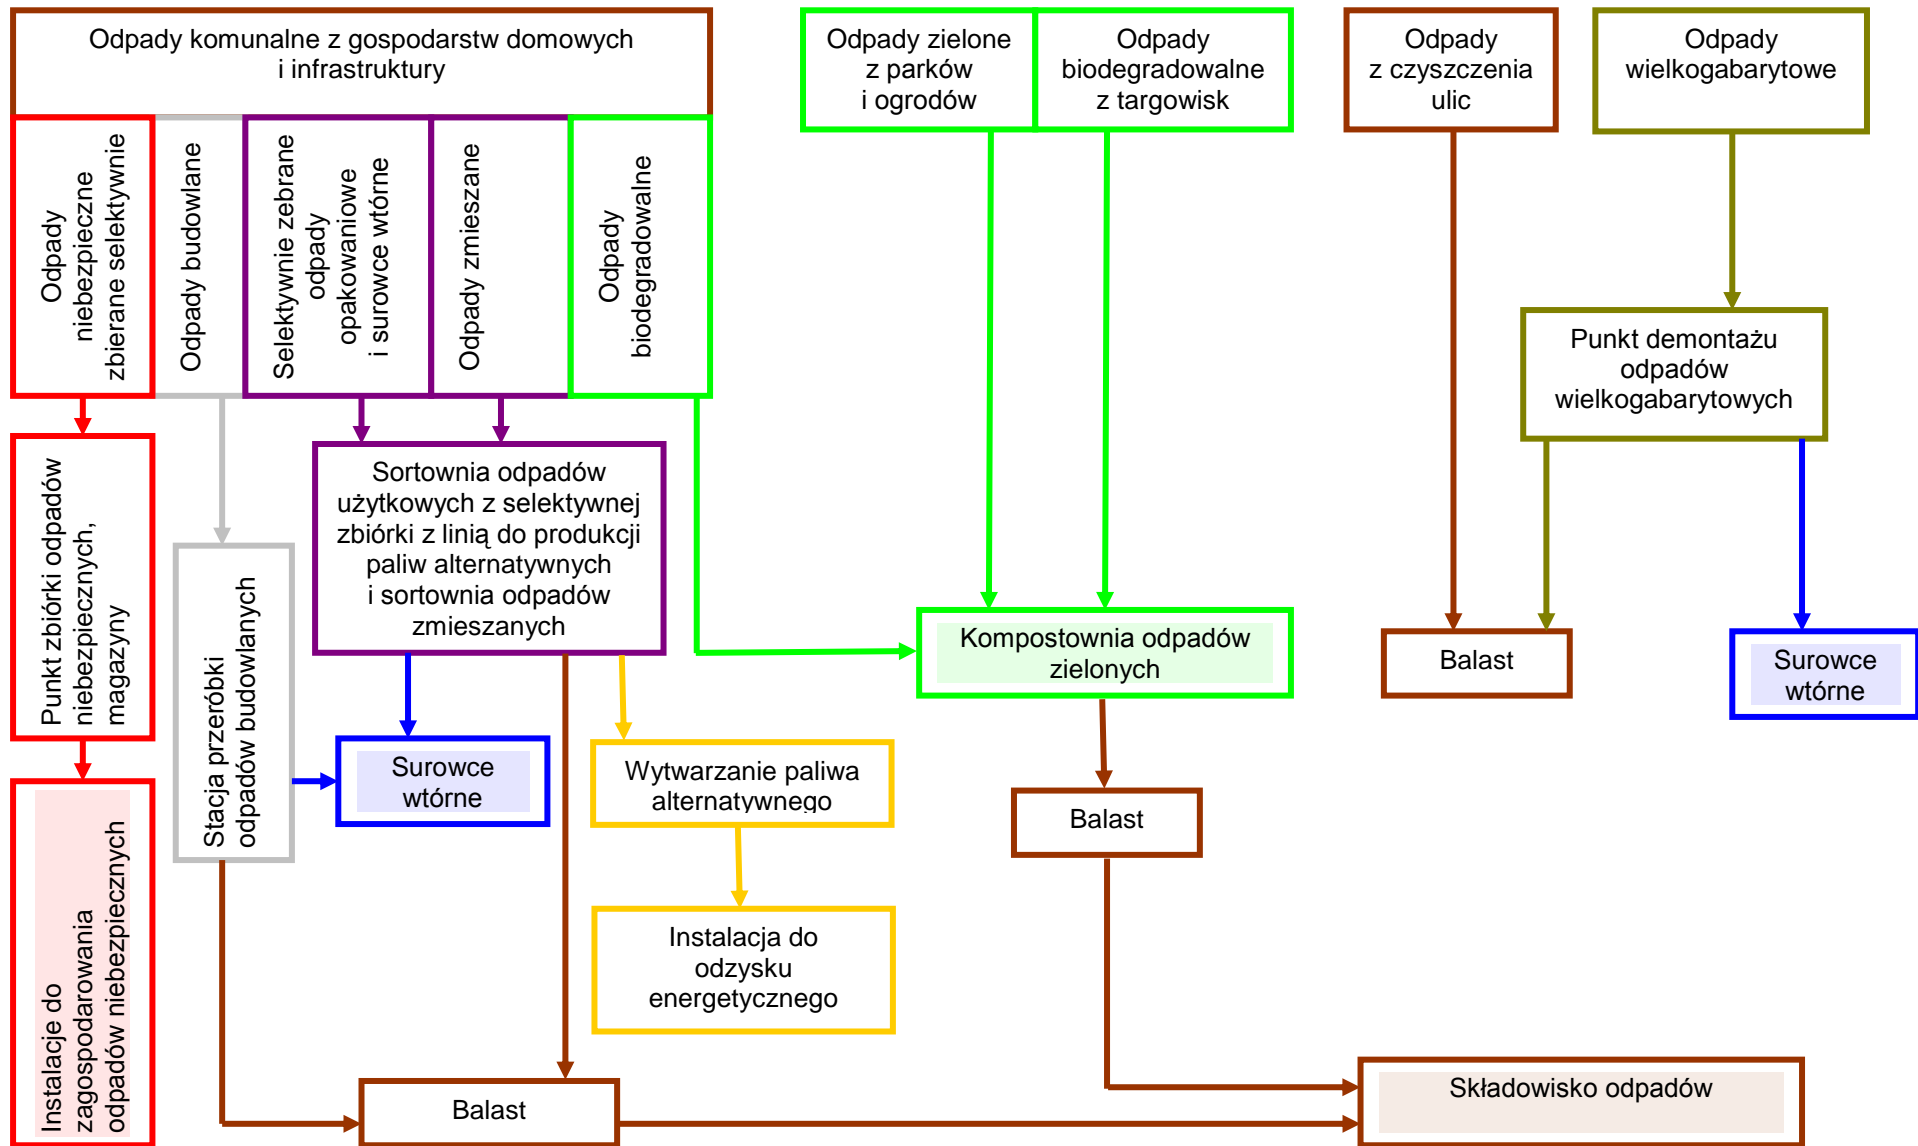 Odpady komunalne z gospodarstw domowych
i infrastruktury
Odpady zielone
z parków
i ogrodów
Odpady
biodegradowalne
z targowisk
Odpady
z czyszczenia
ulic
Odpady
wielkogabarytowe
Odpady
niebezpieczne
zbierane selektywnie
Odpady budowlane
Selektywnie zebrane
odpady
opakowaniowe
i surowce wtórne
Odpady zmieszane
Odpady
biodegradowalne
Punkt demontażu
odpadów
wielkogabarytowych
Punkt zbiórki odpadów
niebezpiecznych,
magazyny
Sortownia odpadów
użytkowych z selektywnej
zbiórki z linią do produkcji
paliw alternatywnych
i sortownia odpadów
zmieszanych
Stacja przeróbki
odpadów budowlanych
Kompostownia odpadów
zielonych
Balast
Surowce
wtórne
Surowce
wtórne
Wytwarzanie paliwa
alternatywnego
Balast
Instalacje do
zagospodarowania
odpadów niebezpiecznych
Instalacja do
odzysku
energetycznego
Balast
Składowisko odpadów